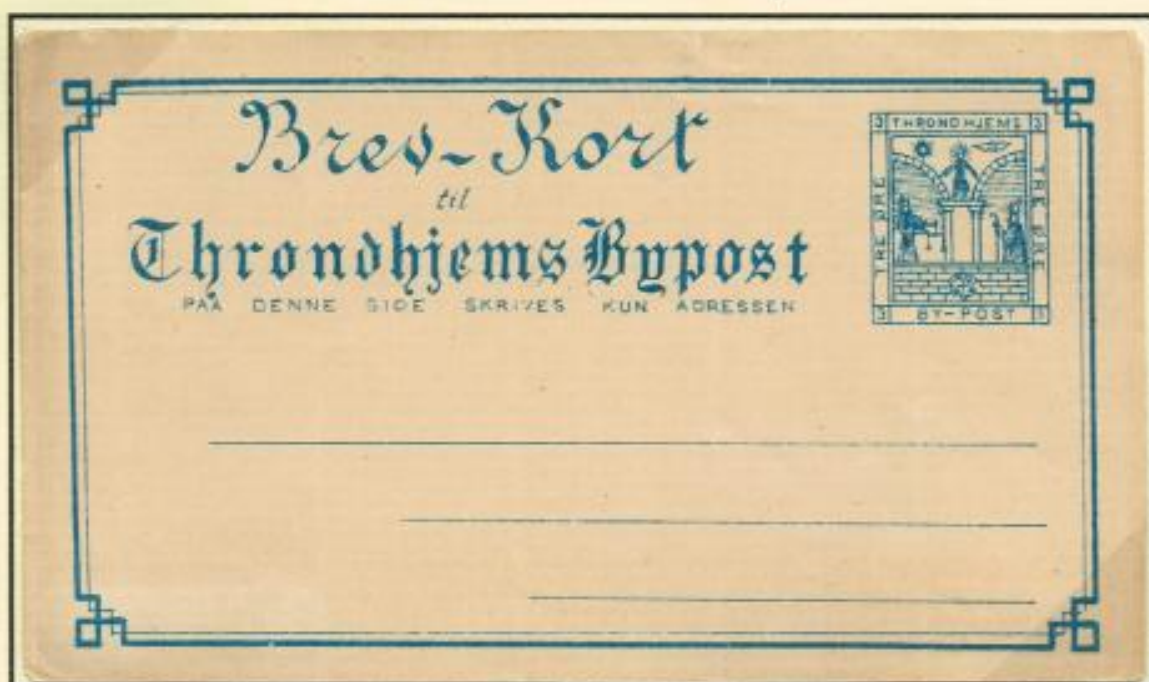 Brev-Kort
til
Throndhjems Bypost
PAA DENNE SIDE SKRIVES KUN ADRESSEN
3 THRONDHJEMS 3
TRE ØRE
TRE ØRE
3 BY-POST 3